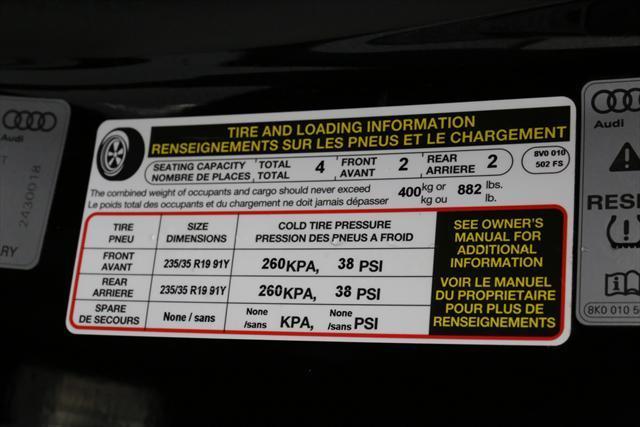 Audi
2430018
TIRE AND LOADING INFORMATION
RENSEIGNEMENTS SUR LES PNEUS ET LE CHARGEMENT
SEATING CAPACITY TOTAL 4 FRONT 2 REAR 2
NOMBRE DE PLACES TOTAL AVANT ARRIERE
8V0 010
502 FS
The combined weight of occupants and cargo should never exceed 400 kg or 882 lbs.
Le poids total des occupants et du chargement ne doit jamais dépasser kg ou lb.
TIRE SIZE COLD TIRE PRESSURE
PNEU DIMENSIONS PRESSION DES PNEUS A FROID
FRONT
AVANT 235/35 R19 91Y 260 KPA, 38 PSI
REAR
ARRIERE 235/35 R19 91Y 260 KPA, 38 PSI
SPARE
DE SECOURS None / sans None /sans KPA, None /sans PSI
SEE OWNER'S
MANUAL FOR
ADDITIONAL
INFORMATION
VOIR LE MANUEL
DU PROPRIETAIRE
POUR PLUS DE
RENSEIGNEMENTS
Audi
8K0 010 5